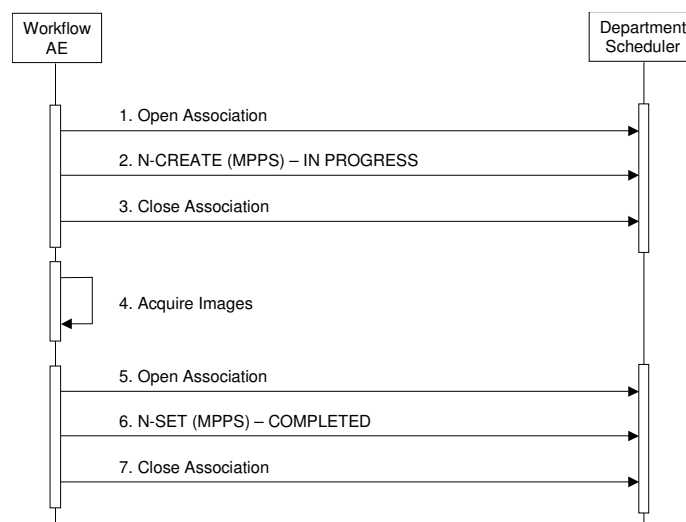 Workflow
AE
Department
Scheduler
1. Open Association
2. N-CREATE (MPPS) – IN PROGRESS
3. Close Association
4. Acquire Images
5. Open Association
6. N-SET (MPPS) – COMPLETED
7. Close Association